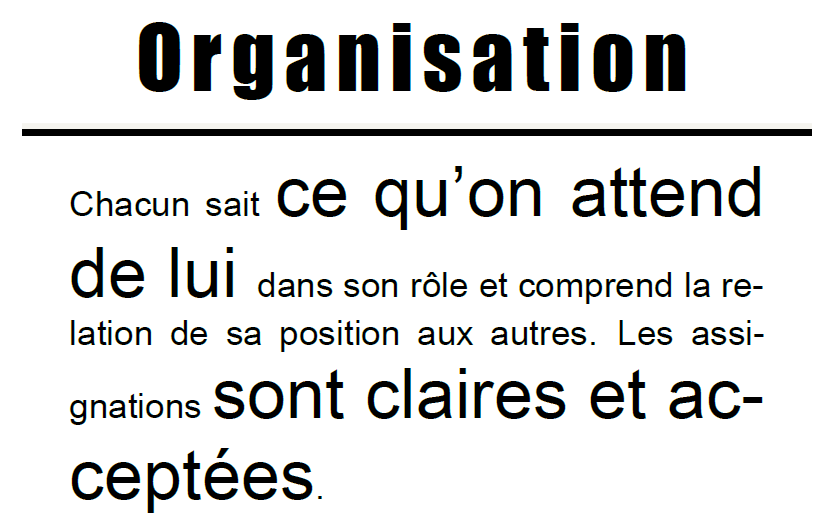 Organisation
Chacun sait ce qu’on attend
de lui dans son rôle et comprend la re-
lation de sa position aux autres. Les assi-
gnations sont claires et ac-
ceptées.